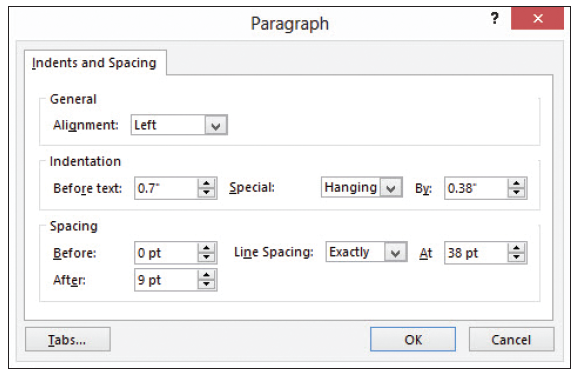 Paragraph ? ×
Indents and Spacing
General
Alignment: Left
Indentation
Before text: 0.7" Special: Hanging By: 0.38"
Spacing
Before: 0 pt Line Spacing: Exactly At 38 pt
After: 9 pt
Tabs... OK Cancel